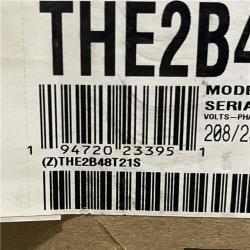 THE2B4
MODE
SERIA
VOLTS-PHA
208/2
1 94720 23395 1
(Z)THE2B48T21S